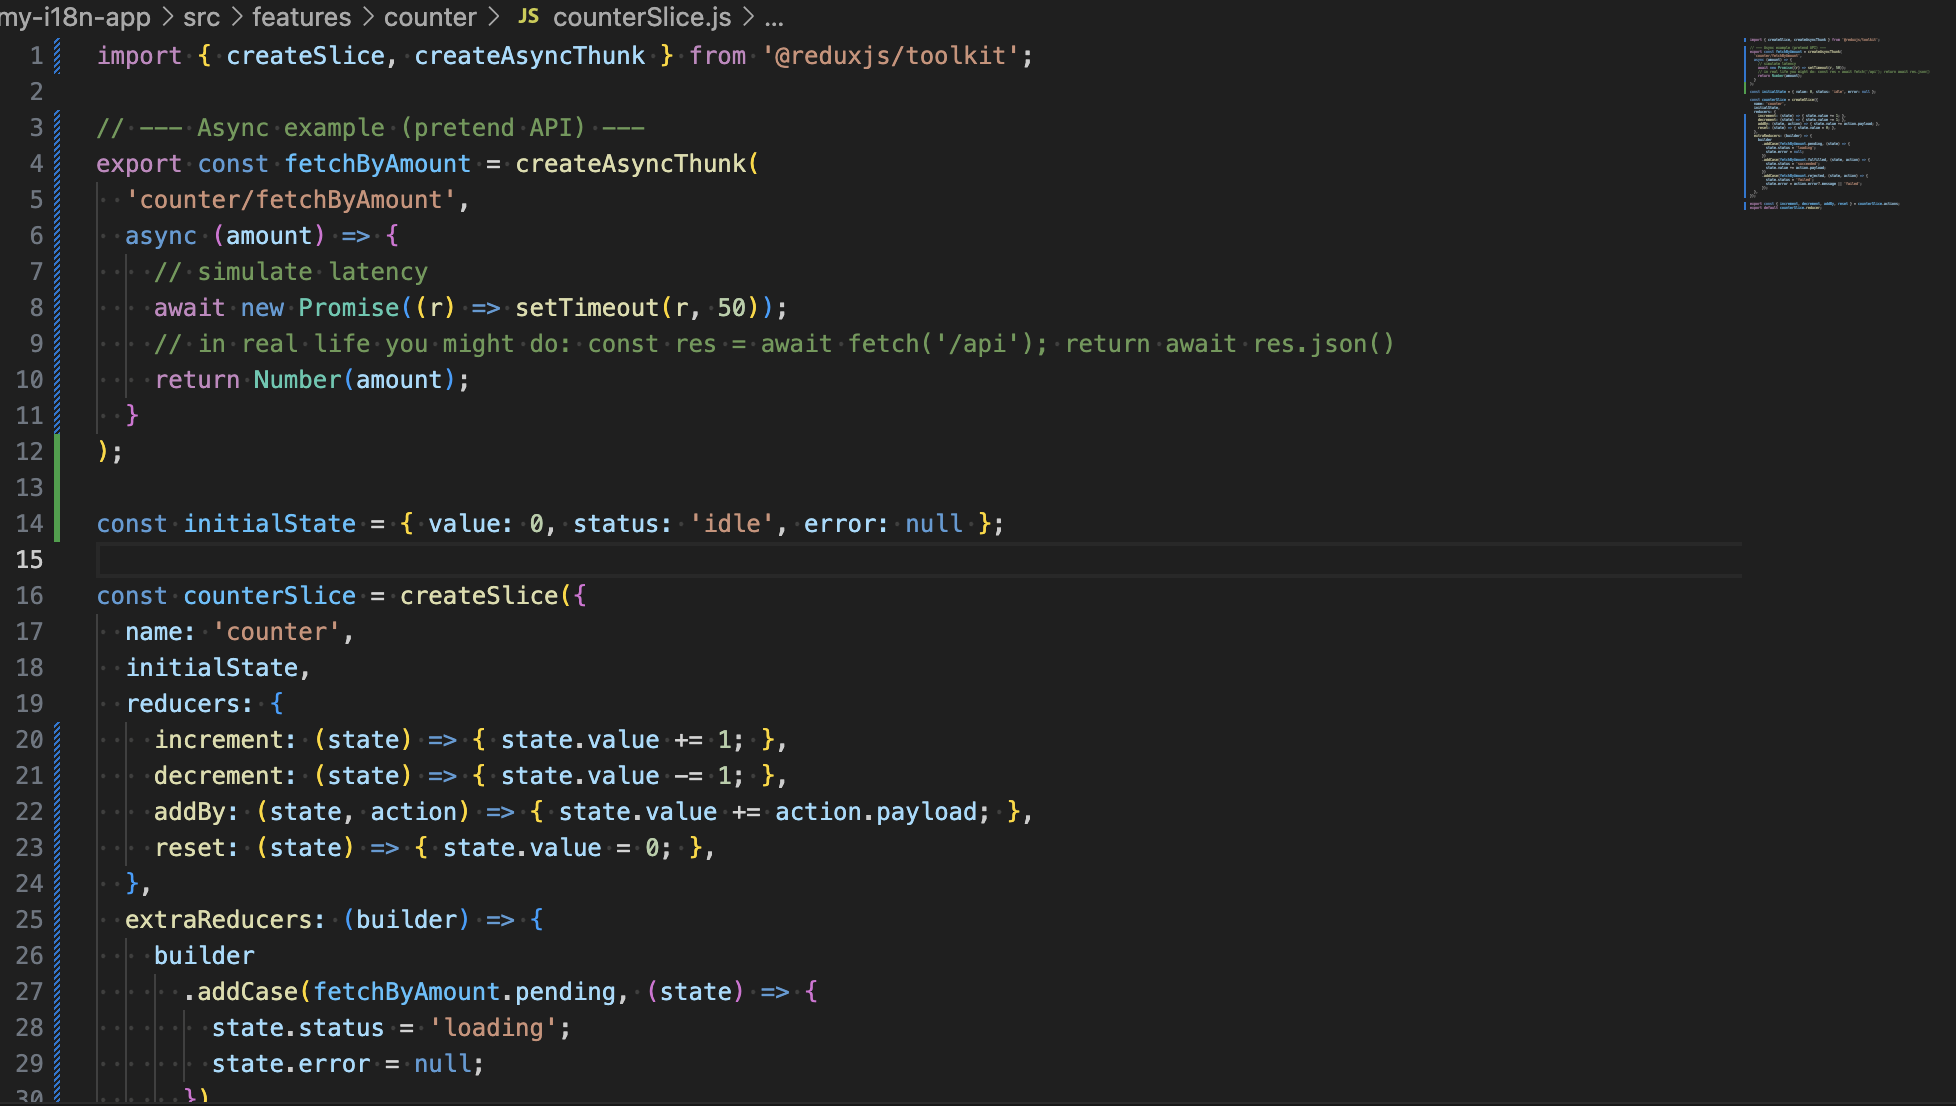 my-i18n-app > src > features > counter > JS counterSlice.js > ...
1 import { createSlice, createAsyncThunk } from '@reduxjs/toolkit';
2
3 // --- Async example (pretend API) ---
4 export const fetchByAmount = createAsyncThunk(
5   'counter/fetchByAmount',
6   async (amount) => {
7     // simulate latency
8     await new Promise((r) => setTimeout(r, 50));
9     // in real life you might do: const res = await fetch('/api'); return await res.json()
10     return Number(amount);
11   }
12 );
13
14 const initialState = { value: 0, status: 'idle', error: null };
15
16 const counterSlice = createSlice({
17   name: 'counter',
18   initialState,
19   reducers: {
20     increment: (state) => { state.value += 1; },
21     decrement: (state) => { state.value -= 1; },
22     addBy: (state, action) => { state.value += action.payload; },
23     reset: (state) => { state.value = 0; },
24   },
25   extraReducers: (builder) => {
26     builder
27       .addCase(fetchByAmount.pending, (state) => {
28         state.status = 'loading';
29         state.error = null;
30       })